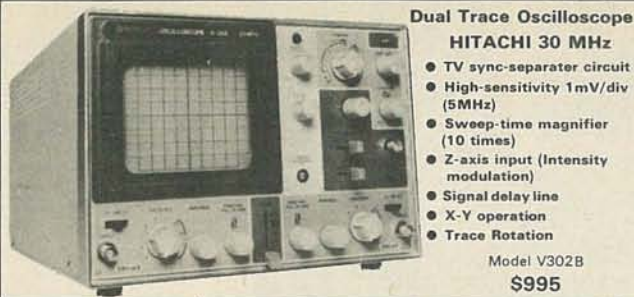 Dual Trace Oscilloscope
HITACHI 30 MHz
● TV sync-separater circuit
● High-sensitivity 1mV/div
(5MHz)
● Sweep-time magnifier
(10 times)
● Z-axis input (Intensity
modulation)
● Signal delay line
● X-Y operation
● Trace Rotation
Model V302B
$995
OSCILLOSCOPE